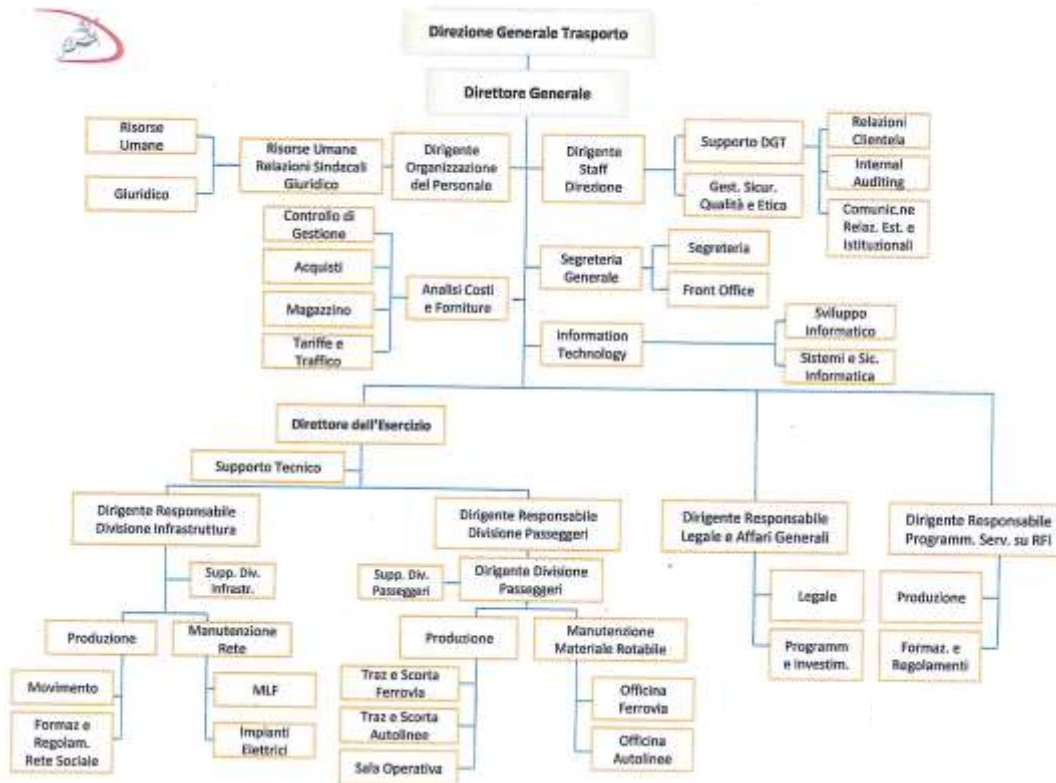 Direzione Generale Trasporto
Direttore Generale
Risorse
Umane
Giuridico
Risorse Umane
Relazioni Sindacali
Giuridico
Dirigente
Organizzazione
del Personale
Dirigente
Staff
Direzione
Supporto DGT
Gest. Sicur.
Qualità e Etica
Relazioni
Clientela
Internal
Auditing
Comunic.ne
Relaz. Est. e
Istituzionali
Controllo di
Gestione
Acquisti
Magazzino
Tariffe e
Traffico
Analisi Costi
e Forniture
Segreteria
Generale
Segreteria
Front Office
Information
Technology
Sviluppo
Informatico
Sistemi e Sic.
Informatica
Direttore dell'Esercizio
Supporto Tecnico
Dirigente Responsabile
Divisione Infrastruttura
Supp. Div.
Infrastr.
Produzione
Manutenzione
Rete
Movimento
Formaz e
Regolam.
Rete Sociale
MLF
Impianti
Elettrici
Dirigente Responsabile
Divisione Passeggeri
Supp. Div.
Passeggeri
Dirigente Divisione
Passeggeri
Produzione
Manutenzione
Materiale Rotabile
Traz e Scorta
Ferrovia
Traz e Scorta
Autolinee
Sala Operativa
Officina
Ferrovia
Officina
Autolinee
Dirigente Responsabile
Legale e Affari Generali
Legale
Programm
e Investim.
Dirigente Responsabile
Programm. Serv. su RFI
Produzione
Formaz. e
Regolamenti